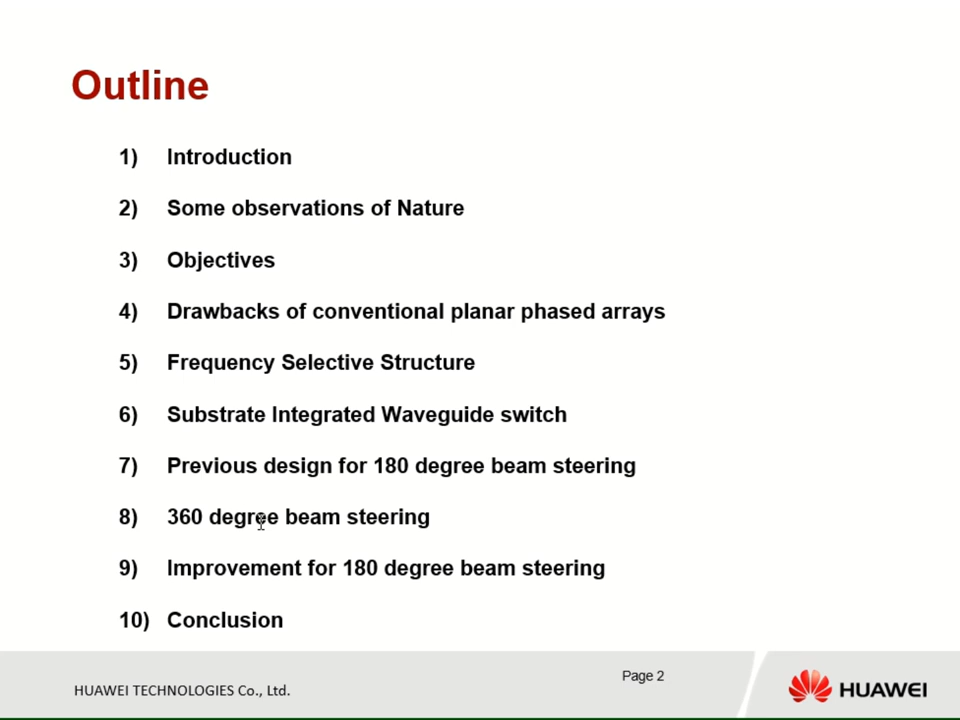 Outline
1) Introduction
2) Some observations of Nature
3) Objectives
4) Drawbacks of conventional planar phased arrays
5) Frequency Selective Structure
6) Substrate Integrated Waveguide switch
7) Previous design for 180 degree beam steering
8) 360 degree beam steering
9) Improvement for 180 degree beam steering
10) Conclusion
HUAWEI TECHNOLOGIES Co., Ltd.
Page 2
HUAWEI